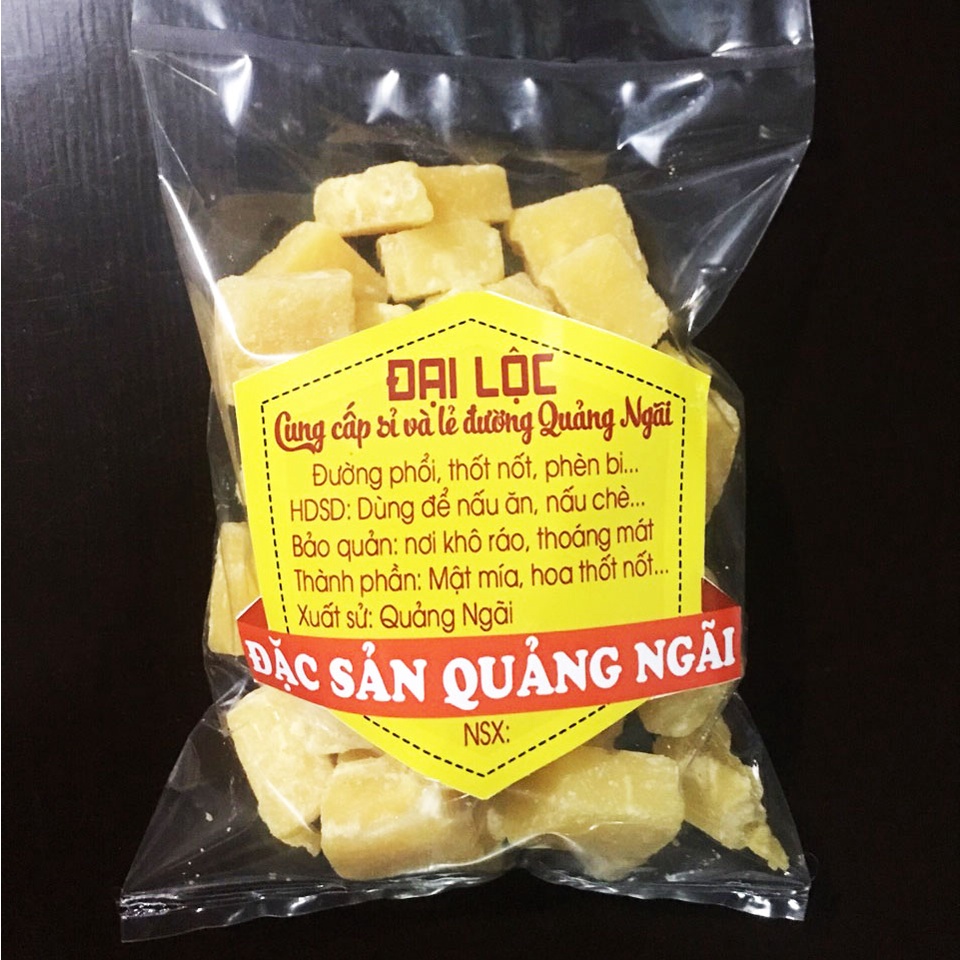 ĐẠI LỘC
Cung cấp sỉ và lẻ đường Quảng Ngãi
Đường phổi, thốt nốt, phèn bi...
HDSD: Dùng để nấu ăn, nấu chè...
Bảo quản: nơi khô ráo, thoáng mát
Thành phần: Mật mía, hoa thốt nốt...
Xuất sử: Quảng Ngãi
ĐẶC SẢN QUẢNG NGÃI
NSX: